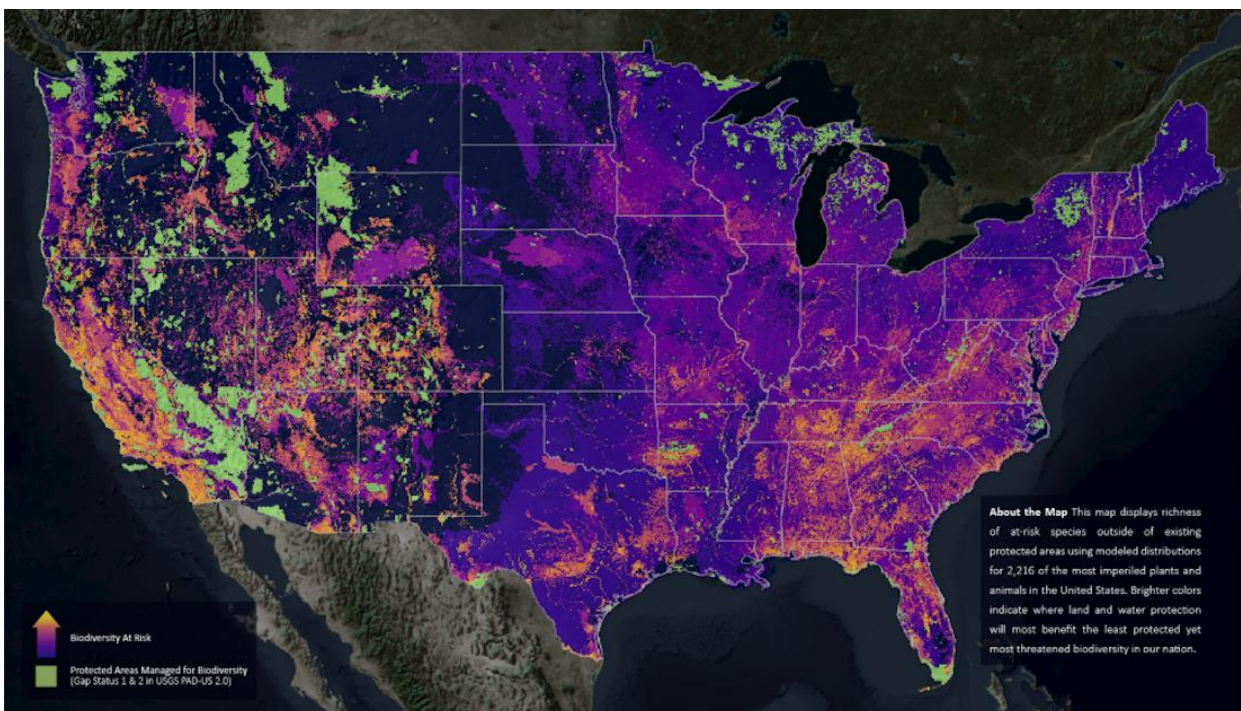 About the Map This map displays richness
of at-risk species outside of existing
protected areas using modeled distributions
for 2,216 of the most imperiled plants and
animals in the United States. Brighter colors
indicate where land and water protection
will most benefit the least protected yet
most threatened biodiversity in our nation.
Biodiversity At Risk
Protected Areas Managed for Biodiversity
(Gap Status 1 & 2 in USGS PAD-US 2.0)